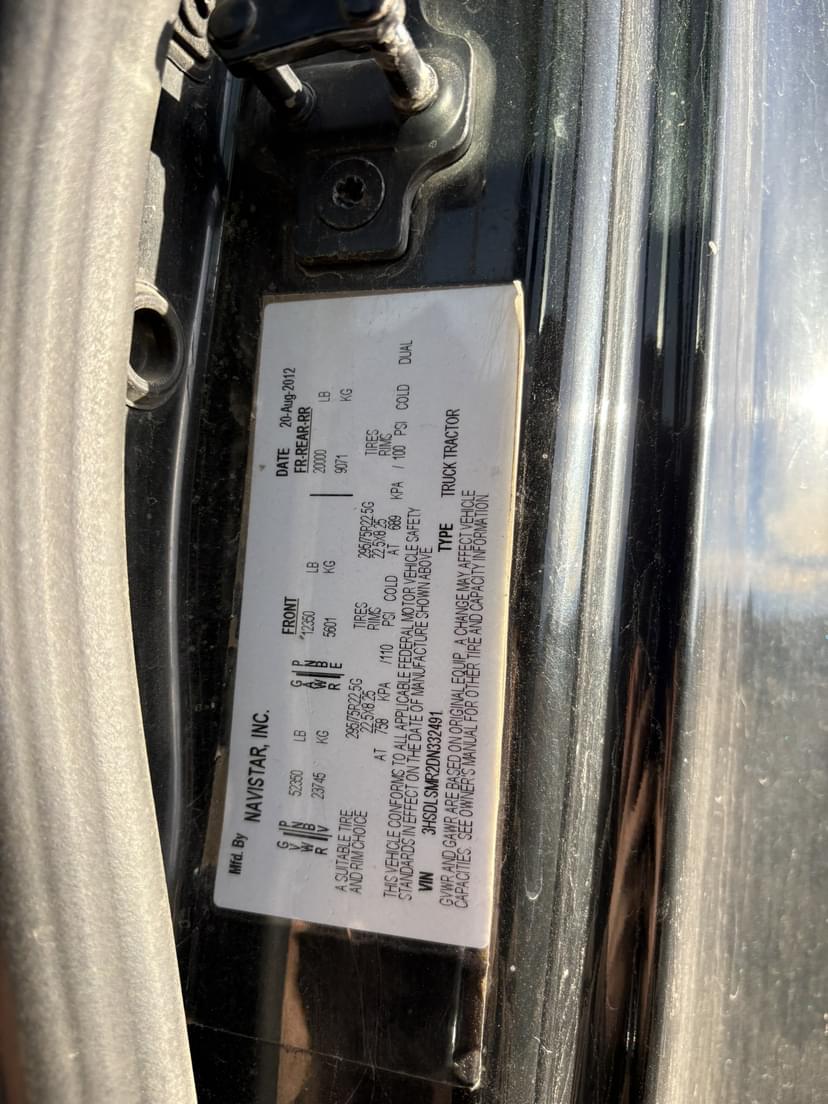 Mfd. By NAVISTAR, INC. DATE 20-Aug-2012
G P FRONT FR-REAR-RR
V N 52350 LB G P 12350 LB 20000 LB
W B A N
R V 23745 KG W B 5601 KG 9071 KG
R E
A SUITABLE TIRE 295/75R22.5G TIRES 295/75R22.5G TIRES
AND RIM CHOICE 22.5X8.25 RIMS 22.5X8.25 RIMS
AT 758 KPA /110 PSI COLD AT 689 KPA / 100 PSI COLD DUAL
THIS VEHICLE CONFORMS TO ALL APPLICABLE FEDERAL MOTOR VEHICLE SAFETY
STANDARDS IN EFFECT ON THE DATE OF MANUFACTURE SHOWN ABOVE
VIN 3HSDLSMR2DN332491 TYPE TRUCK TRACTOR
GVWR AND GAWR ARE BASED ON ORIGINAL EQUIP. A CHANGE MAY AFFECT VEHICLE
CAPACITIES. SEE OWNER'S MANUAL FOR OTHER TIRE AND CAPACITY INFORMATION.